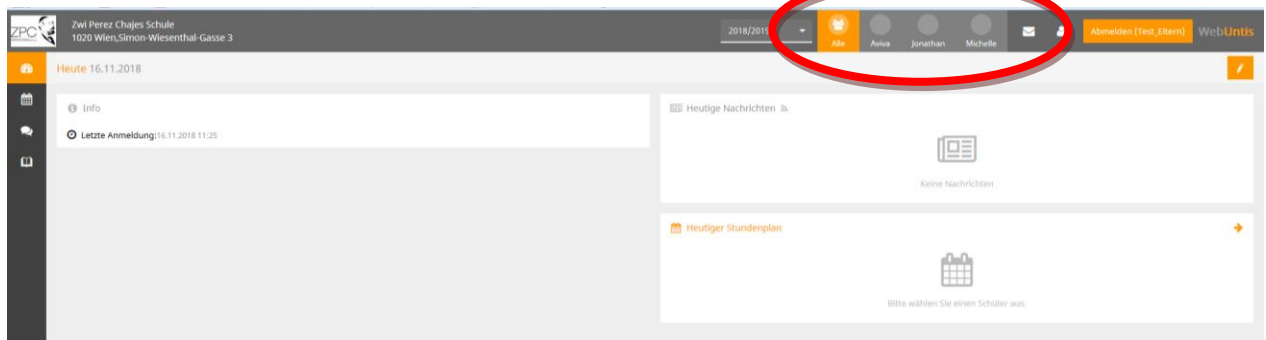 ZPC
Zwi Perez Chajes Schule
1020 Wien,Simon-Wiesenthal-Gasse 3
2018/2019
Alle
Aviva
Jonathan
Michelle
Abmelden (Test_Eltern)
WebUntis
Heute 16.11.2018
Info
Letzte Anmeldung:16.11.2018 11:25
Heutige Nachrichten
Keine Nachrichten
Heutiger Stundenplan
Bitte wählen Sie einen Schüler aus.